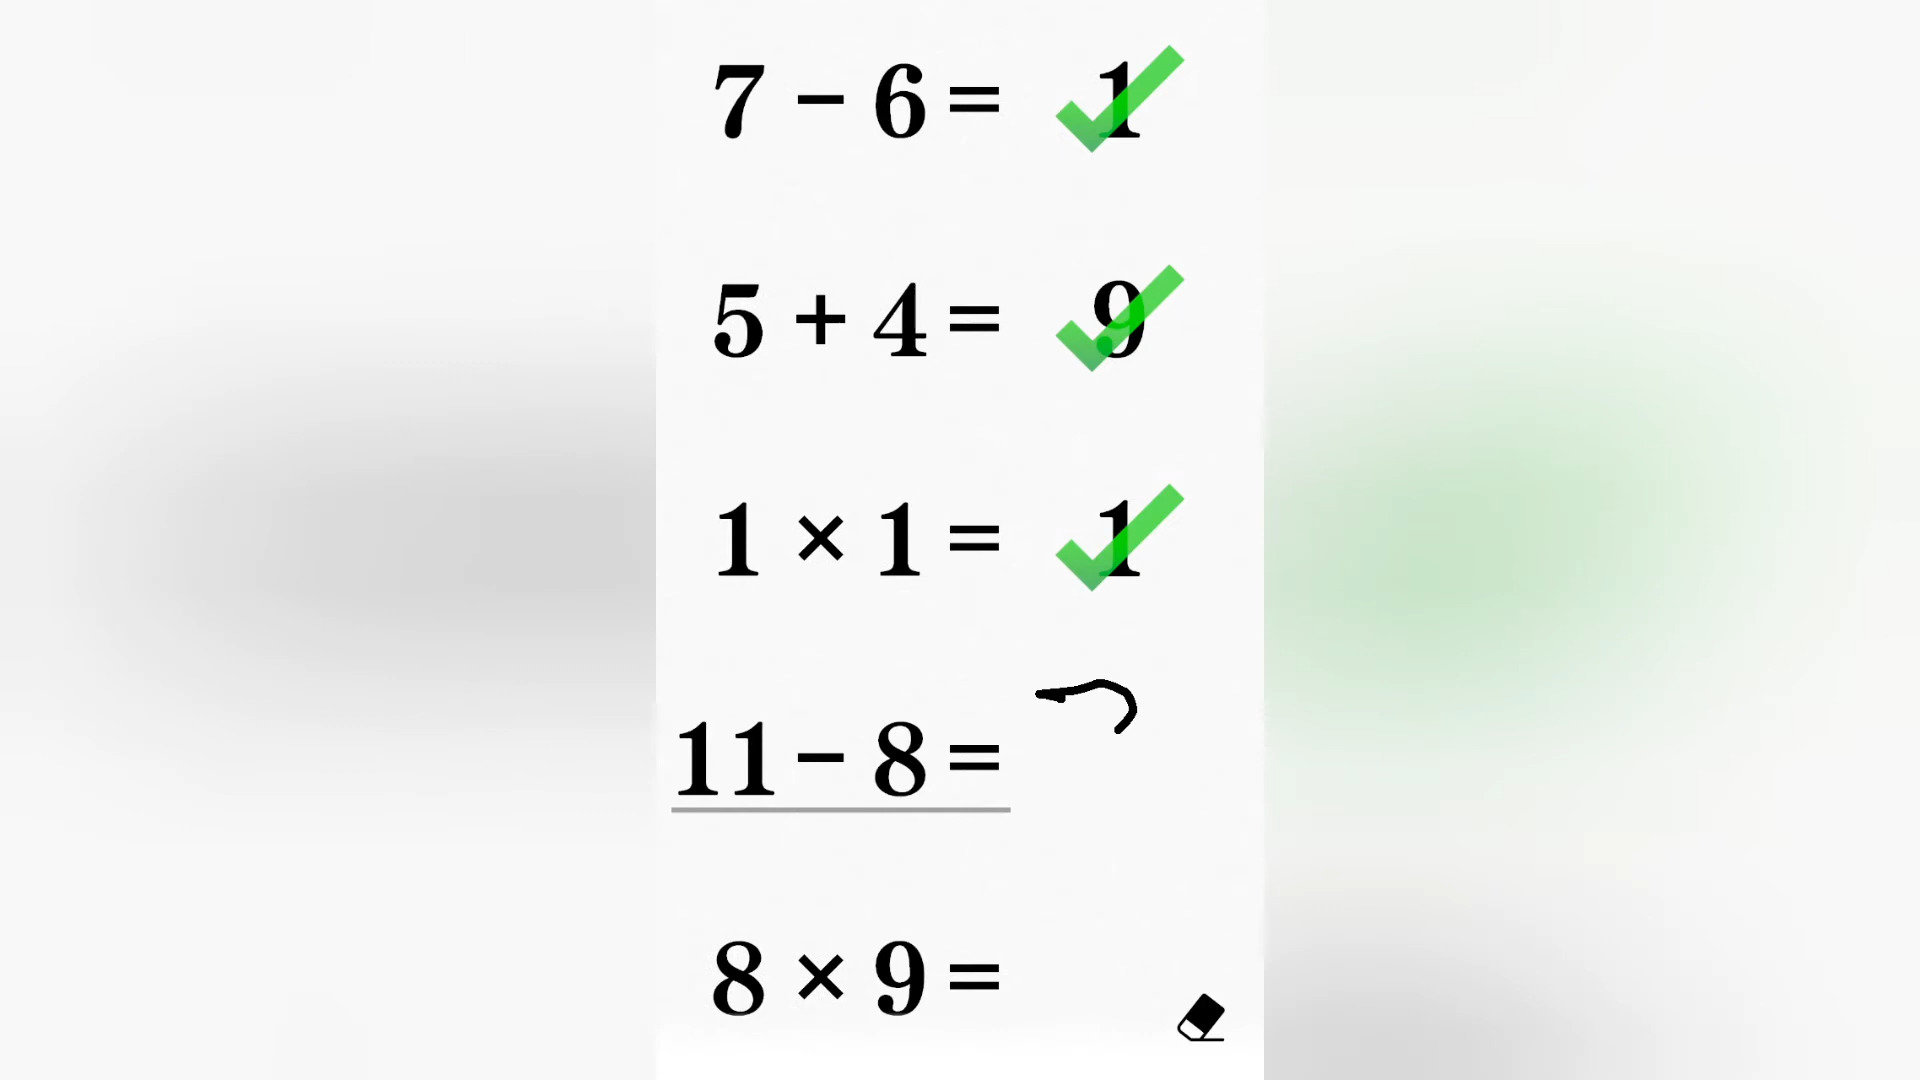 7 − 6 = 1
5 + 4 = 9
1 × 1 = 1
11 − 8 =
8 × 9 =